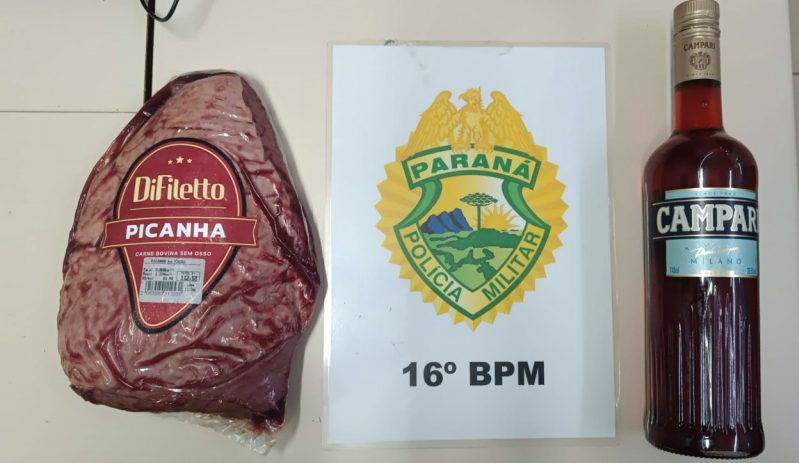 DiFiletto
PICANHA
CARNE BOVINA SEM OSSO
PARANÁ
POLÍCIA MILITAR
16º BPM
CAMPARI
CAMPARI
MILANO